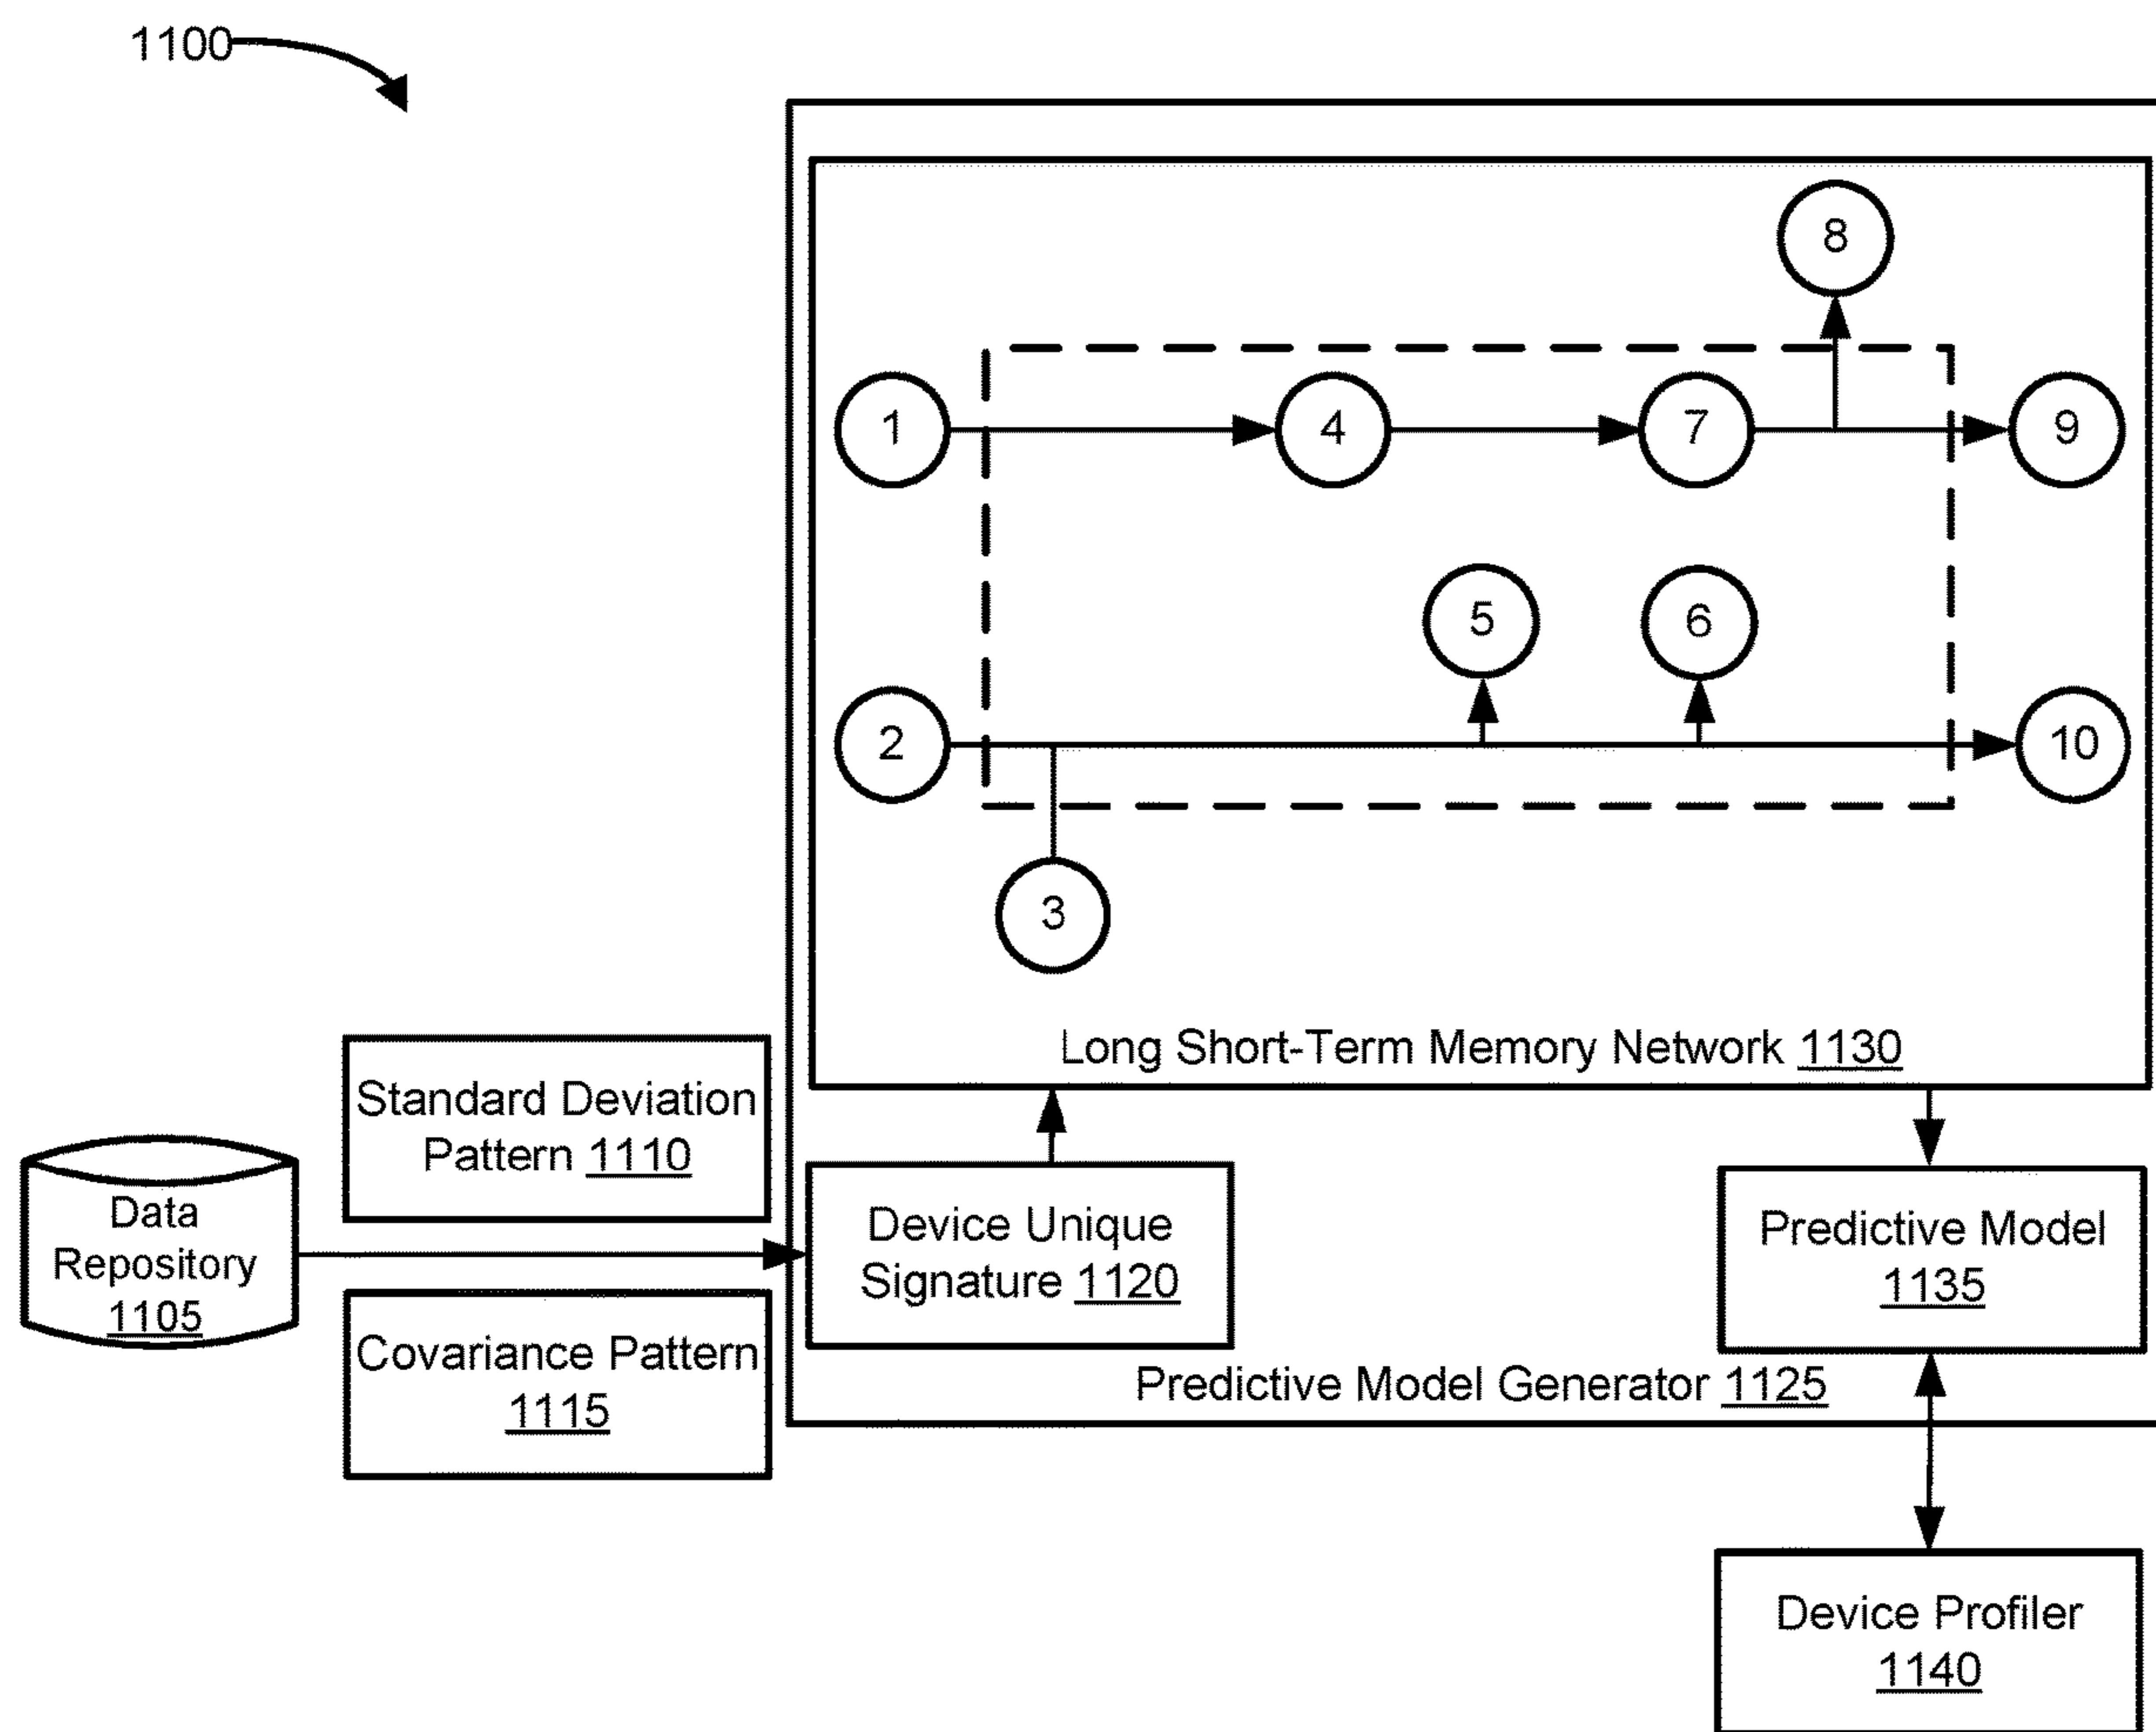 1100
8
1
4
7
9
5
6
2
10
3
Long Short-Term Memory Network 1130
Standard Deviation
Pattern 1110
Data
Repository
1105
Covariance Pattern
1115
Device Unique
Signature 1120
Predictive Model
1135
Predictive Model Generator 1125
Device Profiler
1140